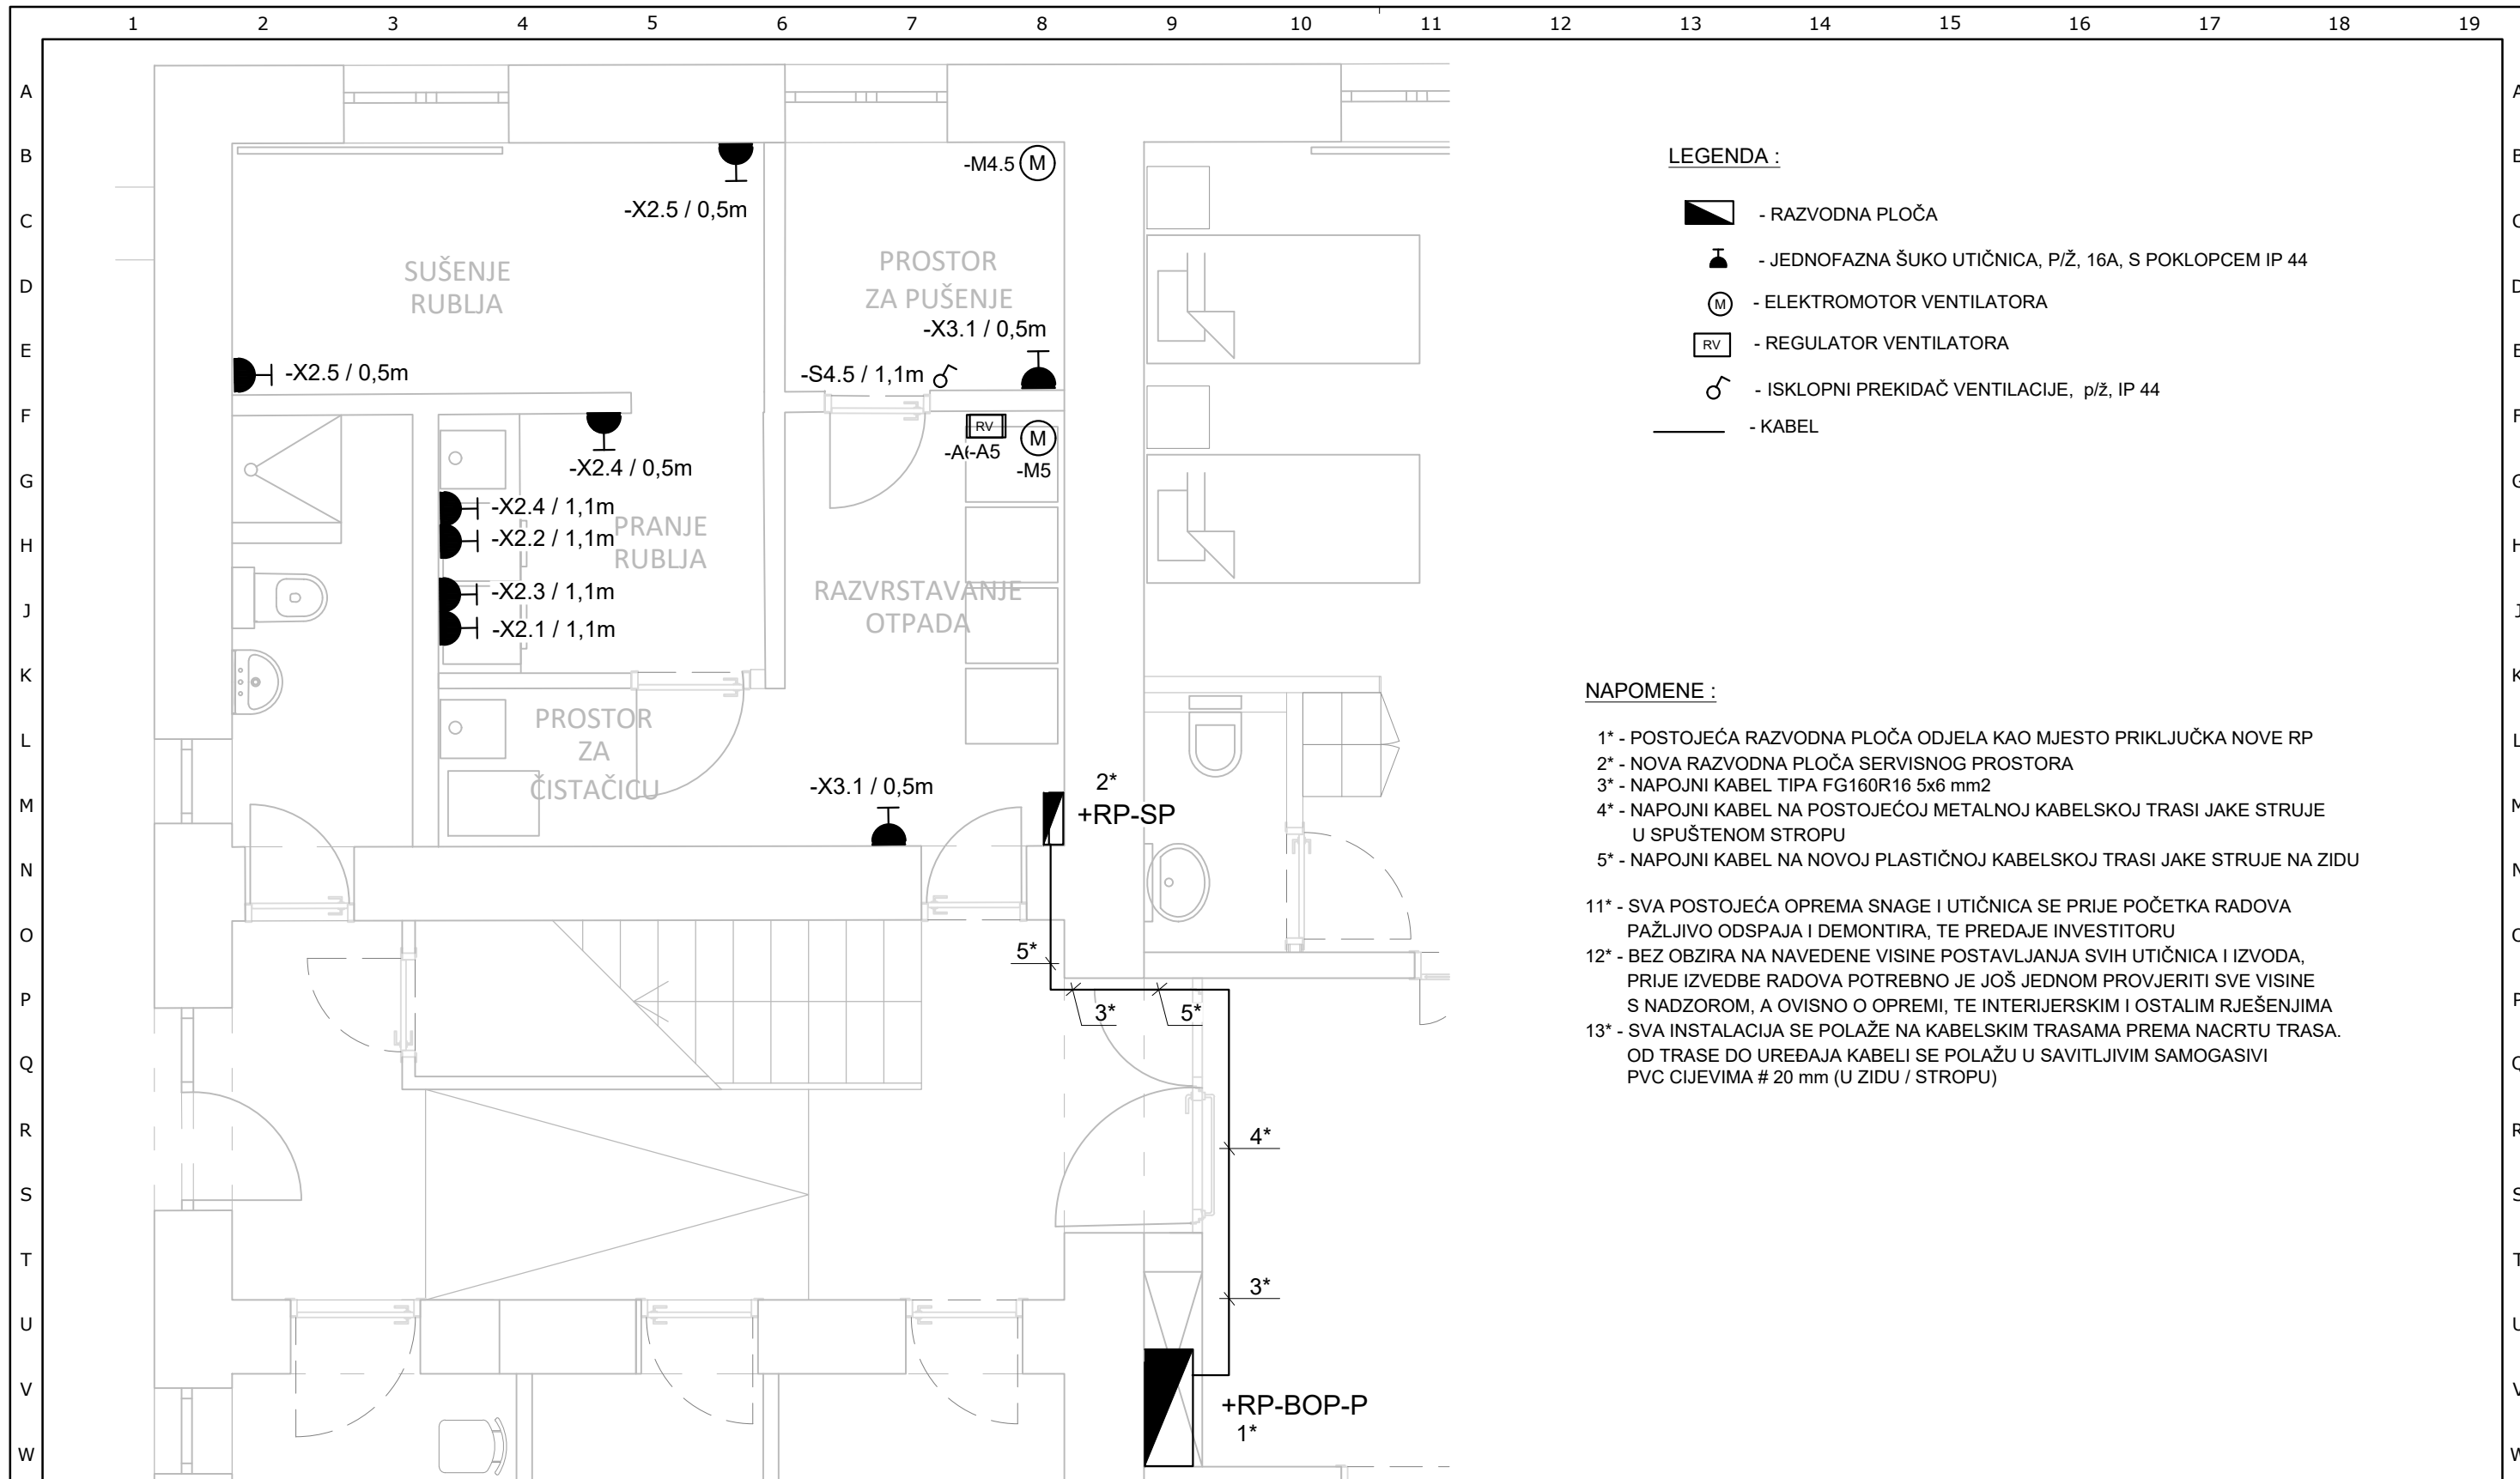 1 2 3 4 5 6 7 8 9 10 11 12 13 14 15 16 17 18 19
A
B
C
D
E
F
G
H
J
K
L
M
N
O
P
Q
R
S
T
U
V
W
-M4.5 M
-X2.5 / 0,5m
SUŠENJE
RUBLJA
PROSTOR
ZA PUŠENJE
-X3.1 / 0,5m
-X2.5 / 0,5m
-S4.5 / 1,1m
RV
M
-A5
-M5
-X2.4 / 0,5m
-X2.4 / 1,1m
-X2.2 / 1,1m
PRANJE
RUBLJA
-X2.3 / 1,1m
-X2.1 / 1,1m
RAZVRSTAVANJE
OTPADA
PROSTOR
ZA
ČISTAČICU
-X3.1 / 0,5m
2*
+RP-SP
5*
3*
5*
4*
3*
+RP-BOP-P
1*
LEGENDA :
- RAZVODNA PLOČA
- JEDNOFAZNA ŠUKO UTIČNICA, P/Ž, 16A, S POKLOPCEM IP 44
M - ELEKTROMOTOR VENTILATORA
RV - REGULATOR VENTILATORA
- ISKLOPNI PREKIDAČ VENTILACIJE, p/ž, IP 44
- KABEL
NAPOMENE :
1* - POSTOJEĆA RAZVODNA PLOČA ODJELA KAO MJESTO PRIKLJUČKA NOVE RP
2* - NOVA RAZVODNA PLOČA SERVISNOG PROSTORA
3* - NAPOJNI KABEL TIPA FG160R16 5x6 mm2
4* - NAPOJNI KABEL NA POSTOJEĆOJ METALNOJ KABELSKOJ TRASI JAKE STRUJE
U SPUŠTENOM STROPU
5* - NAPOJNI KABEL NA NOVOJ PLASTIČNOJ KABELSKOJ TRASI JAKE STRUJE NA ZIDU
11* - SVA POSTOJEĆA OPREMA SNAGE I UTIČNICA SE PRIJE POČETKA RADOVA
PAŽLJIVO ODSPAJA I DEMONTIRA, TE PREDAJE INVESTITORU
12* - BEZ OBZIRA NA NAVEDENE VISINE POSTAVLJANJA SVIH UTIČNICA I IZVODA,
PRIJE IZVEDBE RADOVA POTREBNO JE JOŠ JEDNOM PROVJERITI SVE VISINE
S NADZOROM, A OVISNO O OPREMI, TE INTERIJERSKIM I OSTALIM RJEŠENJIMA
13* - SVA INSTALACIJA SE POLAŽE NA KABELSKIM TRASAMA PREMA NACRTU TRASA.
OD TRASE DO UREĐAJA KABELI SE POLAŽU U SAVITLJIVIM SAMOGASIVI
PVC CIJEVIMA # 20 mm (U ZIDU / STROPU)